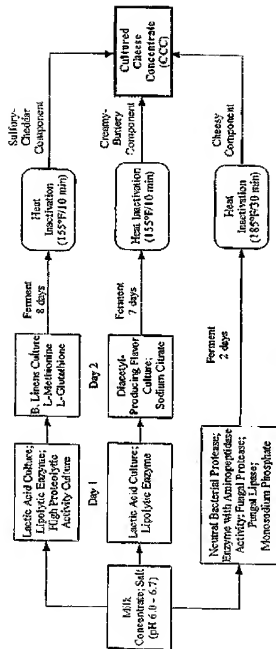 Milk
Concentrate; Salt
(pH 6.0 - 6.7)
Day 1
Lactic Acid Culture;
Lipolytic Enzyme;
High Proteolytic
Activity Culture
Day 2
B. Linens Culture;
L-Methionine
L-Glutathione
Ferment
8 days
Heat
Inactivation
(155°F/10 min)
Sulfury-
Cheddar
Component
Lactic Acid Culture;
Lipolytic Enzyme
Diacetyl-
Producing Flavor
Culture;
Sodium Citrate
Ferment
7 days
Heat Inactivation
(155°F/10 min)
Creamy-
Buttery
Component
Neutral Bacterial Protease;
Enzyme with Aminopeptidase
Activity; Fungal Protease;
Fungal Lipase;
Monosodium Phosphate
Ferment
2 days
Heat
Inactivation
(185°F/30 min)
Cheesy
Component
Cultured
Cheese
Concentrate
(CCC)